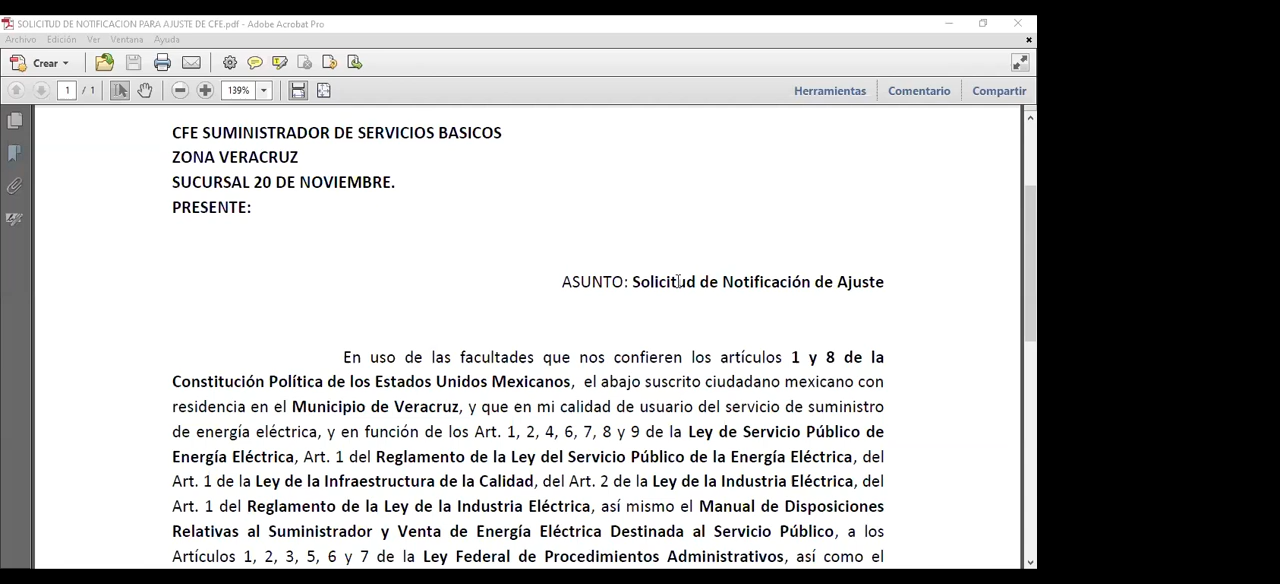 SOLICITUD DE NOTIFICACION PARA AJUSTE DE CFE.pdf - Adobe Acrobat Pro
Archivo Edición Ver Ventana Ayuda
Crear
1 / 1 139% Herramientas Comentario Compartir
CFE SUMINISTRADOR DE SERVICIOS BASICOS
ZONA VERACRUZ
SUCURSAL 20 DE NOVIEMBRE.
PRESENTE:
ASUNTO: Solicitud de Notificación de Ajuste
En uso de las facultades que nos confieren los artículos 1 y 8 de la
Constitución Política de los Estados Unidos Mexicanos, el abajo suscrito ciudadano mexicano con
residencia en el Municipio de Veracruz, y que en mi calidad de usuario del servicio de suministro
de energía eléctrica, y en función de los Art. 1, 2, 4, 6, 7, 8 y 9 de la Ley de Servicio Público de
Energía Eléctrica, Art. 1 del Reglamento de la Ley del Servicio Público de la Energía Eléctrica, del
Art. 1 de la Ley de la Infraestructura de la Calidad, del Art. 2 de la Ley de la Industria Eléctrica, del
Art. 1 del Reglamento de la Ley de la Industria Eléctrica, así mismo el Manual de Disposiciones
Relativas al Suministrador y Venta de Energía Eléctrica Destinada al Servicio Público, a los
Artículos 1, 2, 3, 5, 6 y 7 de la Ley Federal de Procedimientos Administrativos, así como el